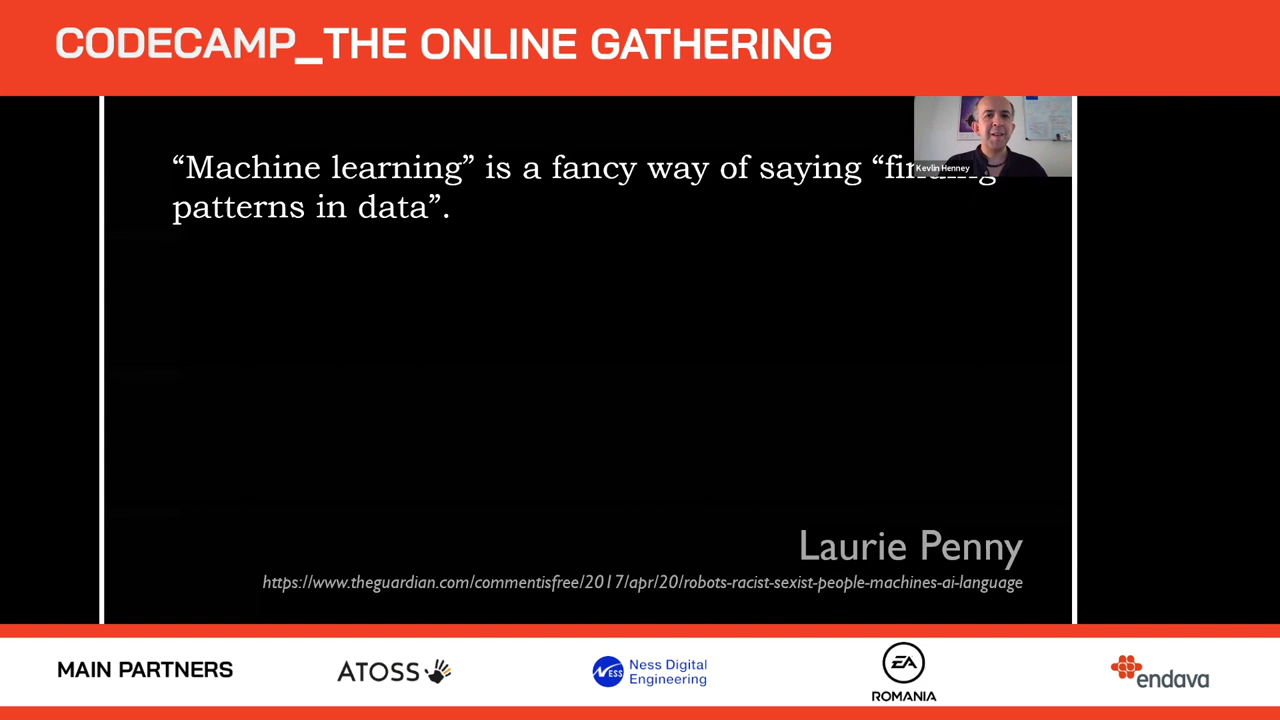 CODECAMP_THE ONLINE GATHERING
Kevlin Henney
“Machine learning” is a fancy way of saying “finding
patterns in data”.
Laurie Penny
https://www.theguardian.com/commentisfree/2017/apr/20/robots-racist-sexist-people-machines-ai-language
MAIN PARTNERS
ATOSS
NESS
Ness Digital
Engineering
EA
ROMANIA
endava